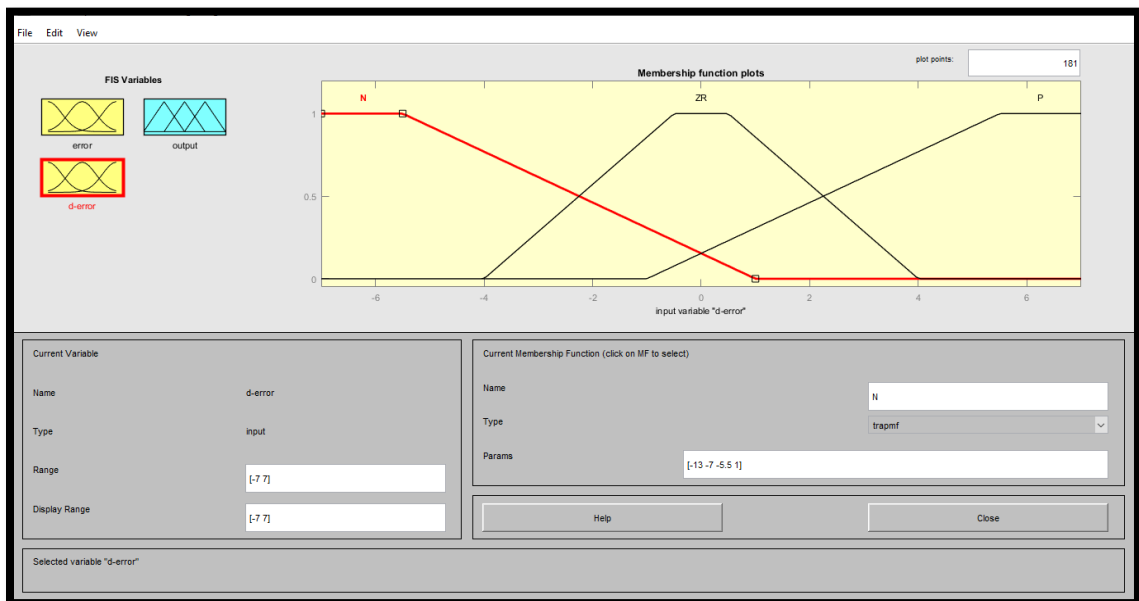 File Edit View
FIS Variables
error
output
d-error
Membership function plots
plot points:
181
N
ZR
P
1
0.5
0
-6
-4
-2
0
2
4
6
input variable "d-error"
Current Variable
Name
d-error
Type
input
Range
[-7 7]
Display Range
[-7 7]
Current Membership Function (click on MF to select)
Name
N
Type
trapmf
Params
[-13 -7 -5.5 1]
Help
Close
Selected variable "d-error"